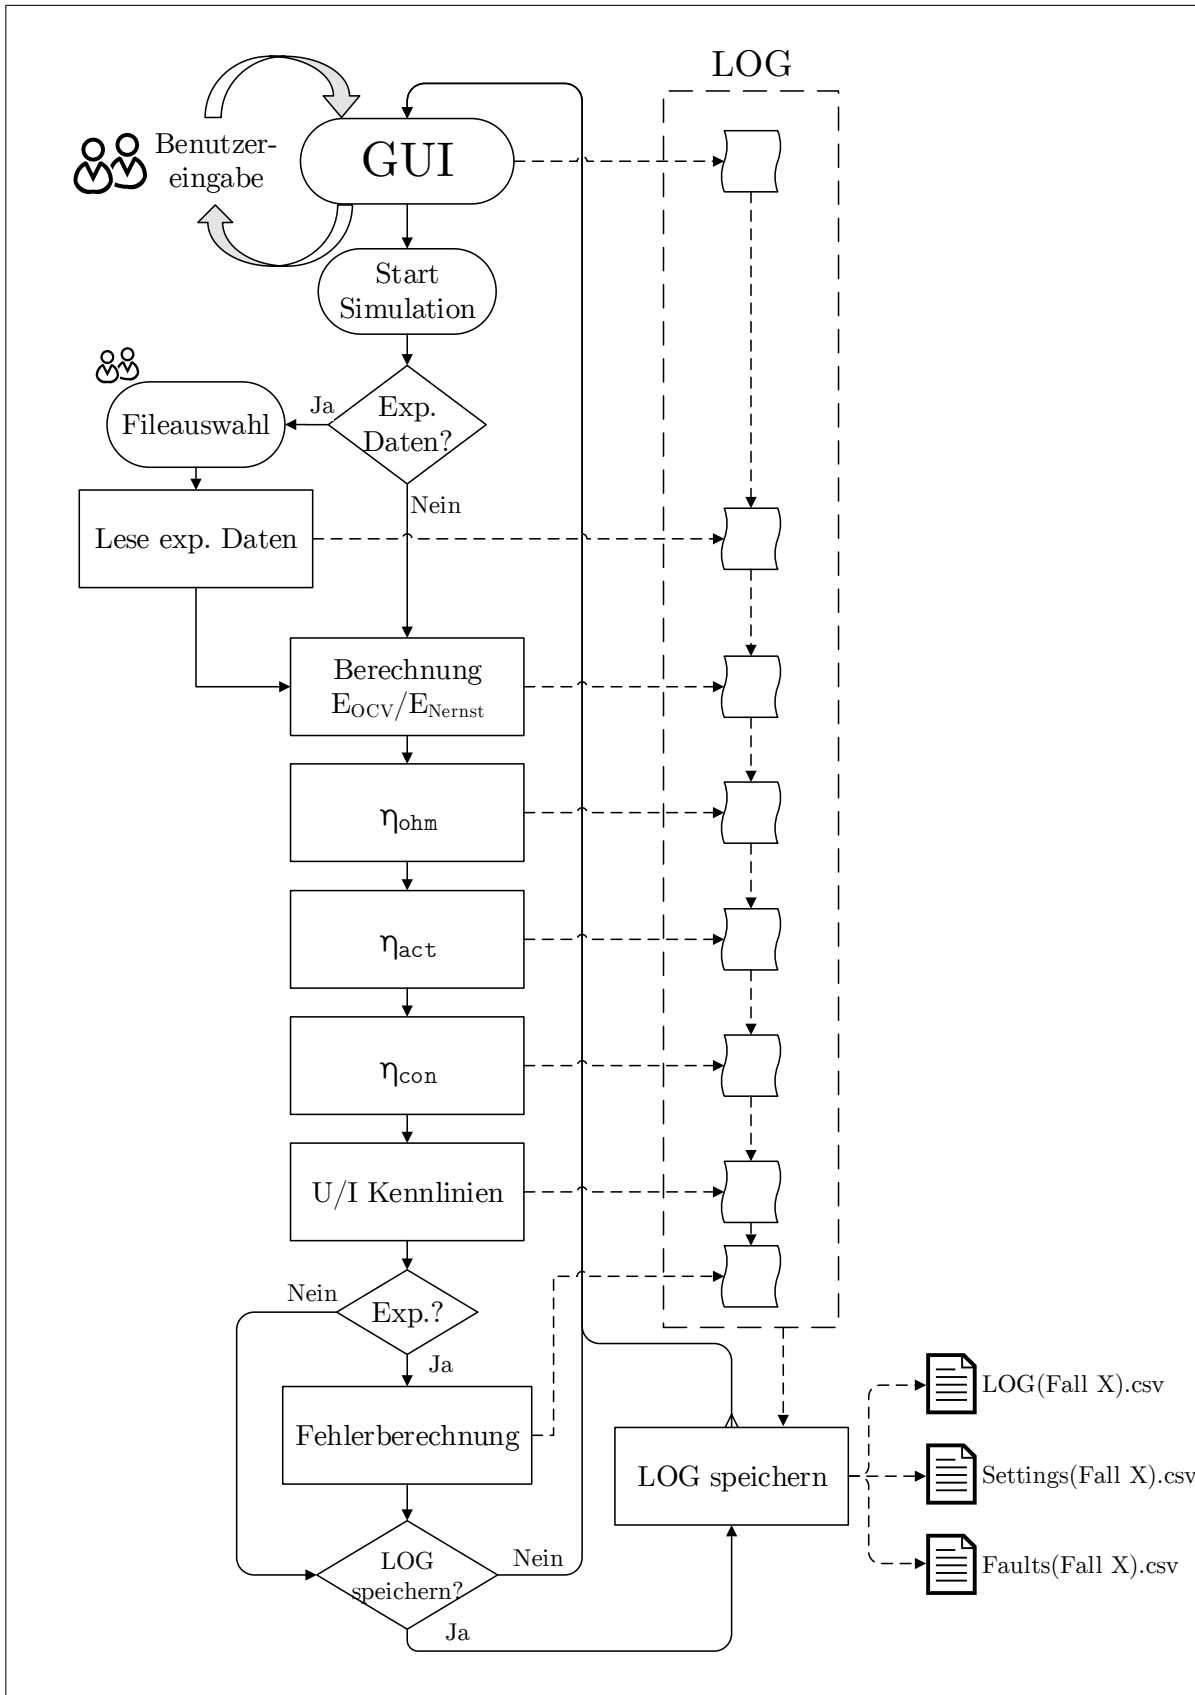 LOG
Benutzer-
eingabe
GUI
Start
Simulation
Ja
Fileauswahl
Exp.
Daten?
Nein
Lese exp. Daten
Berechnung
E_OCV/E_Nernst
η_ohm
η_act
η_con
U/I Kennlinien
Nein
Exp.?
Ja
Fehlerberechnung
LOG speichern
LOG(Fall X).csv
Settings(Fall X).csv
Faults(Fall X).csv
LOG
speichern?
Nein
Ja